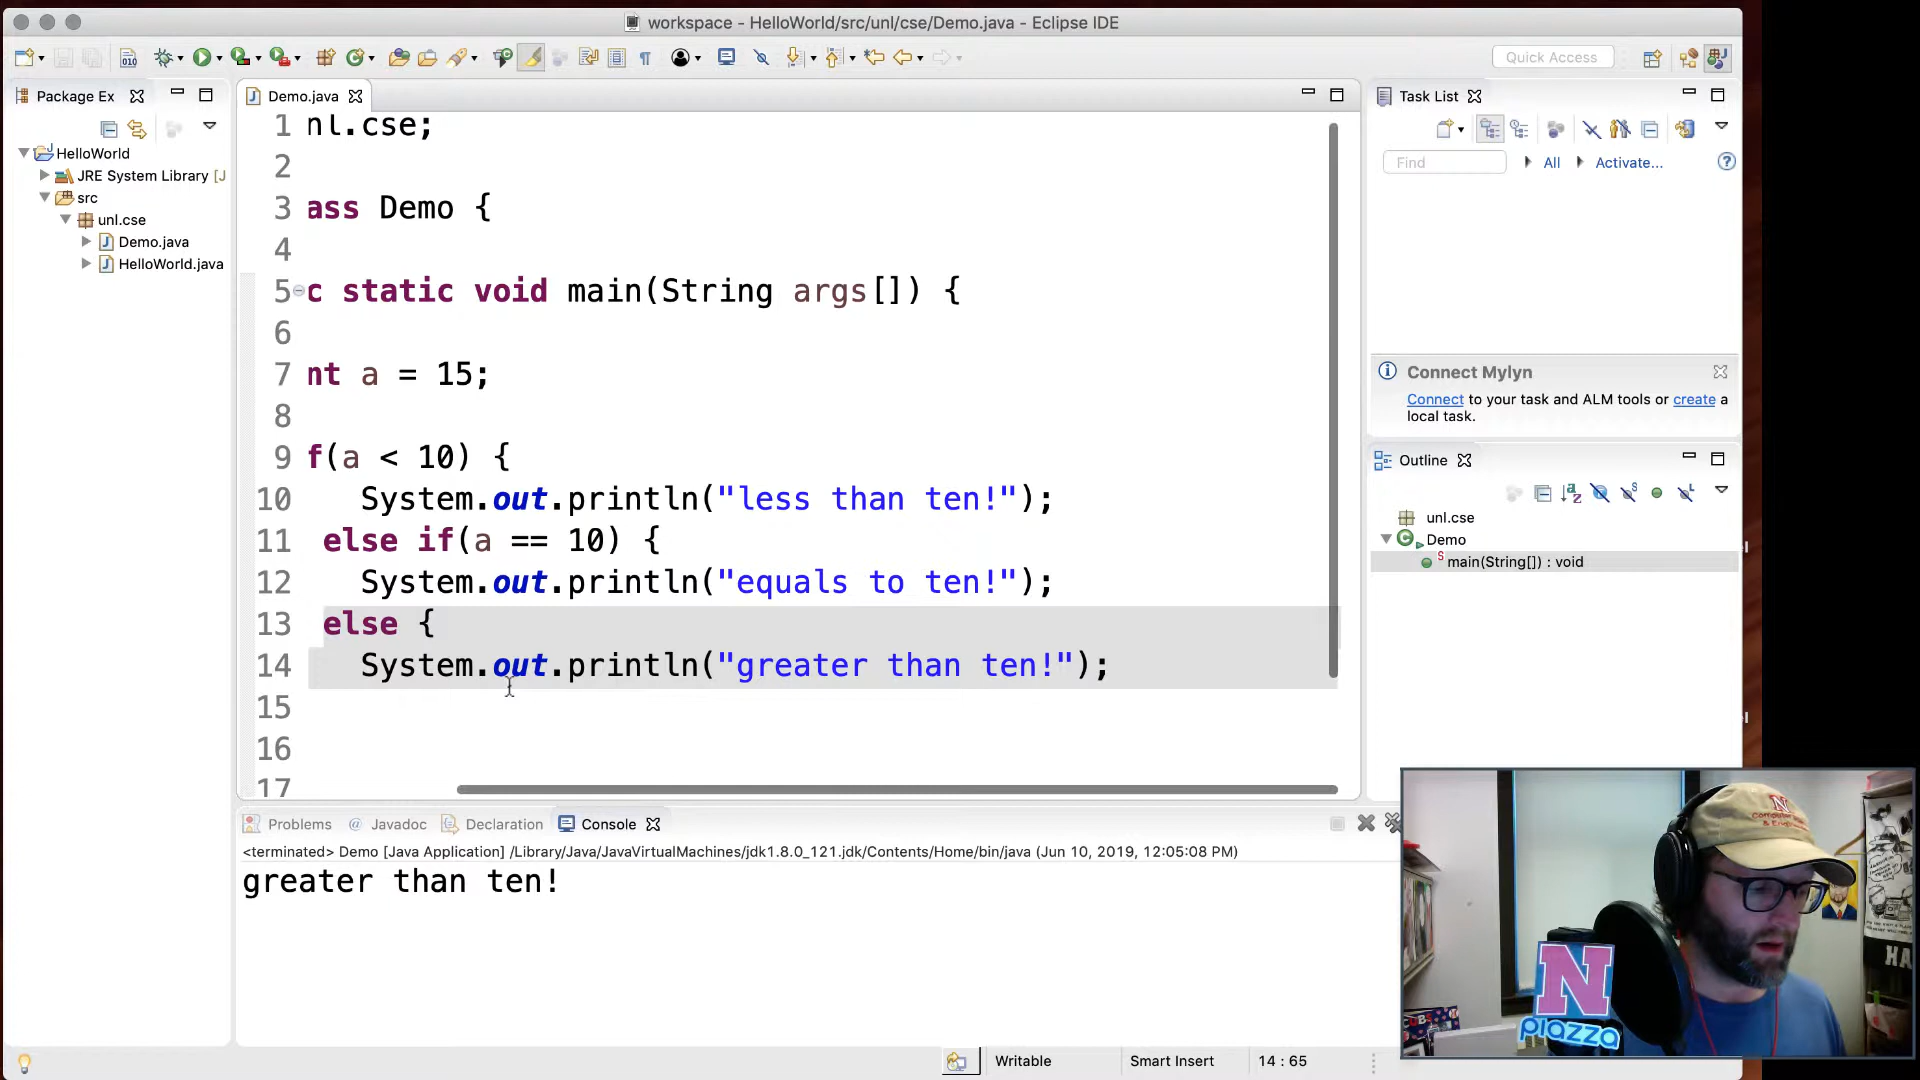 workspace - HelloWorld/src/unl/cse/Demo.java - Eclipse IDE
Quick Access
Package Ex
Demo.java
Task List
HelloWorld
JRE System Library [J
src
unl.cse
Demo.java
HelloWorld.java
1 nl.cse;
2
3 ass Demo {
4
5 c static void main(String args[]) {
6
7 nt a = 15;
8
9 f(a < 10) {
10 System.out.println("less than ten!");
11 else if(a == 10) {
12 System.out.println("equals to ten!");
13 else {
14 System.out.println("greater than ten!");
15
16
17
Find
All
Activate...
Connect Mylyn
Connect to your task and ALM tools or create a
local task.
Outline
unl.cse
Demo
main(String[]) : void
Problems
@ Javadoc
Declaration
Console
<terminated> Demo [Java Application] /Library/Java/JavaVirtualMachines/jdk1.8.0_121.jdk/Contents/Home/bin/java (Jun 10, 2019, 12:05:08 PM)
greater than ten!
Writable
Smart Insert
14 : 65
N
piazza